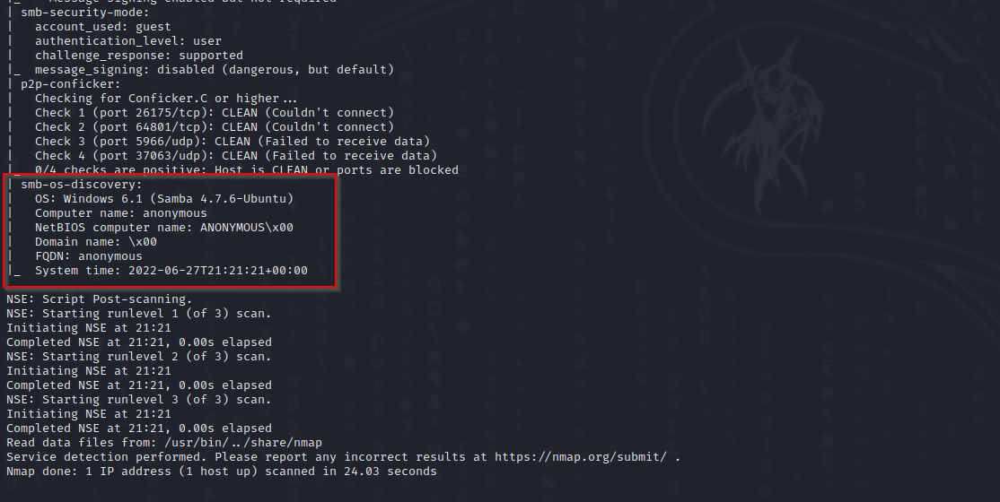 |_    Message signing enabled but not required
| smb-security-mode:
|   account_used: guest
|   authentication_level: user
|   challenge_response: supported
|_  message_signing: disabled (dangerous, but default)
| p2p-conficker:
|   Checking for Conficker.C or higher...
|   Check 1 (port 26175/tcp): CLEAN (Couldn't connect)
|   Check 2 (port 64801/tcp): CLEAN (Couldn't connect)
|   Check 3 (port 5966/udp): CLEAN (Failed to receive data)
|   Check 4 (port 37063/udp): CLEAN (Failed to receive data)
|_  0/4 checks are positive: Host is CLEAN or ports are blocked
| smb-os-discovery:
|   OS: Windows 6.1 (Samba 4.7.6-Ubuntu)
|   Computer name: anonymous
|   NetBIOS computer name: ANONYMOUS\x00
|   Domain name: \x00
|   FQDN: anonymous
|_  System time: 2022-06-27T21:21:21+00:00
NSE: Script Post-scanning.
NSE: Starting runlevel 1 (of 3) scan.
Initiating NSE at 21:21
Completed NSE at 21:21, 0.00s elapsed
NSE: Starting runlevel 2 (of 3) scan.
Initiating NSE at 21:21
Completed NSE at 21:21, 0.00s elapsed
NSE: Starting runlevel 3 (of 3) scan.
Initiating NSE at 21:21
Completed NSE at 21:21, 0.00s elapsed
Read data files from: /usr/bin/../share/nmap
Service detection performed. Please report any incorrect results at https://nmap.org/submit/ .
Nmap done: 1 IP address (1 host up) scanned in 24.03 seconds